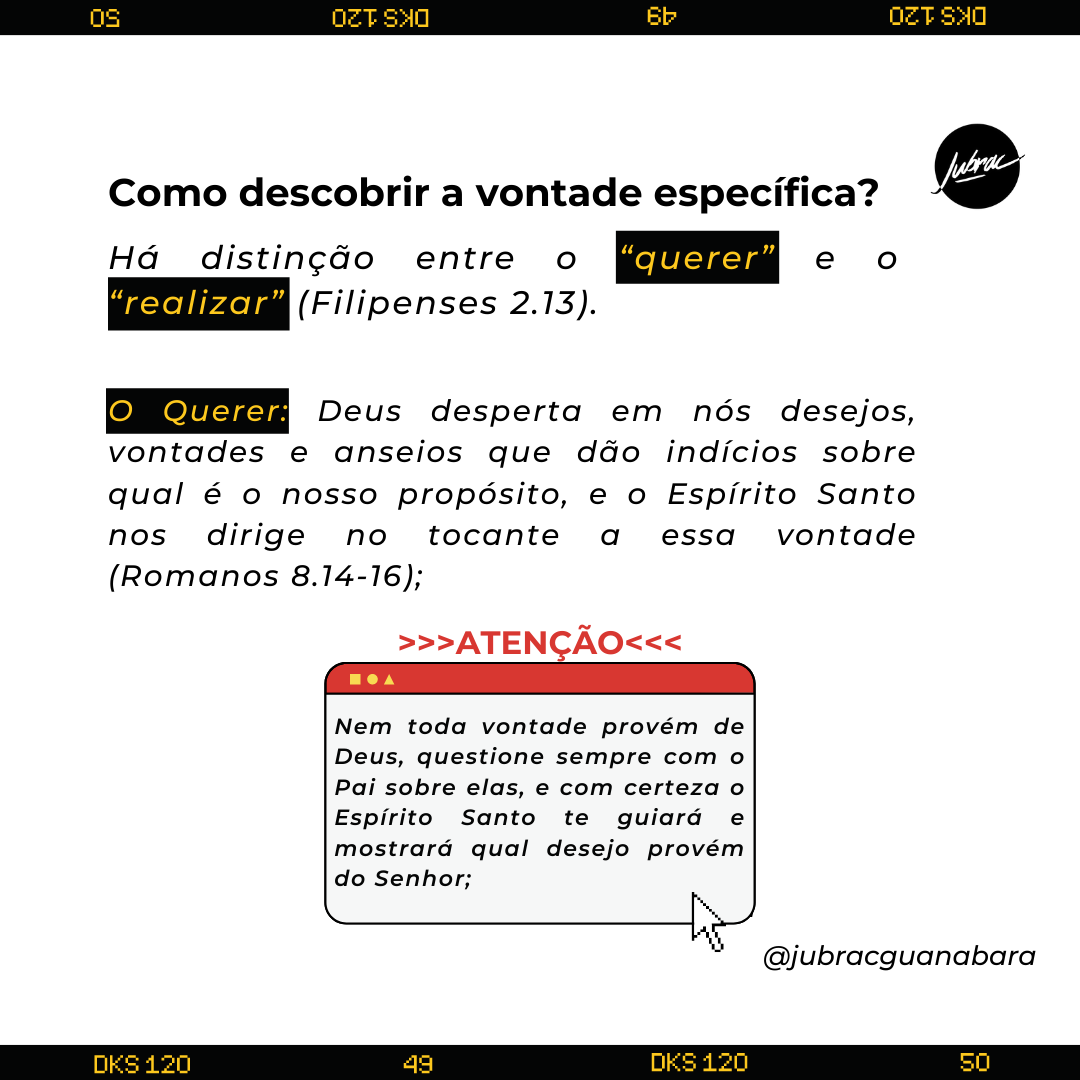 50 DKS 120 49 DKS 120
Jubrac
Como descobrir a vontade específica?
Há distinção entre o “querer” e o
“realizar” (Filipenses 2.13).
O Querer: Deus desperta em nós desejos,
vontades e anseios que dão indícios sobre
qual é o nosso propósito, e o Espírito Santo
nos dirige no tocante a essa vontade
(Romanos 8.14-16);
>>>ATENÇÃO<<<
Nem toda vontade provém de
Deus, questione sempre com o
Pai sobre elas, e com certeza o
Espírito Santo te guiará e
mostrará qual desejo provém
do Senhor;
@jubracguanabara
DKS 120 49 DKS 120 50